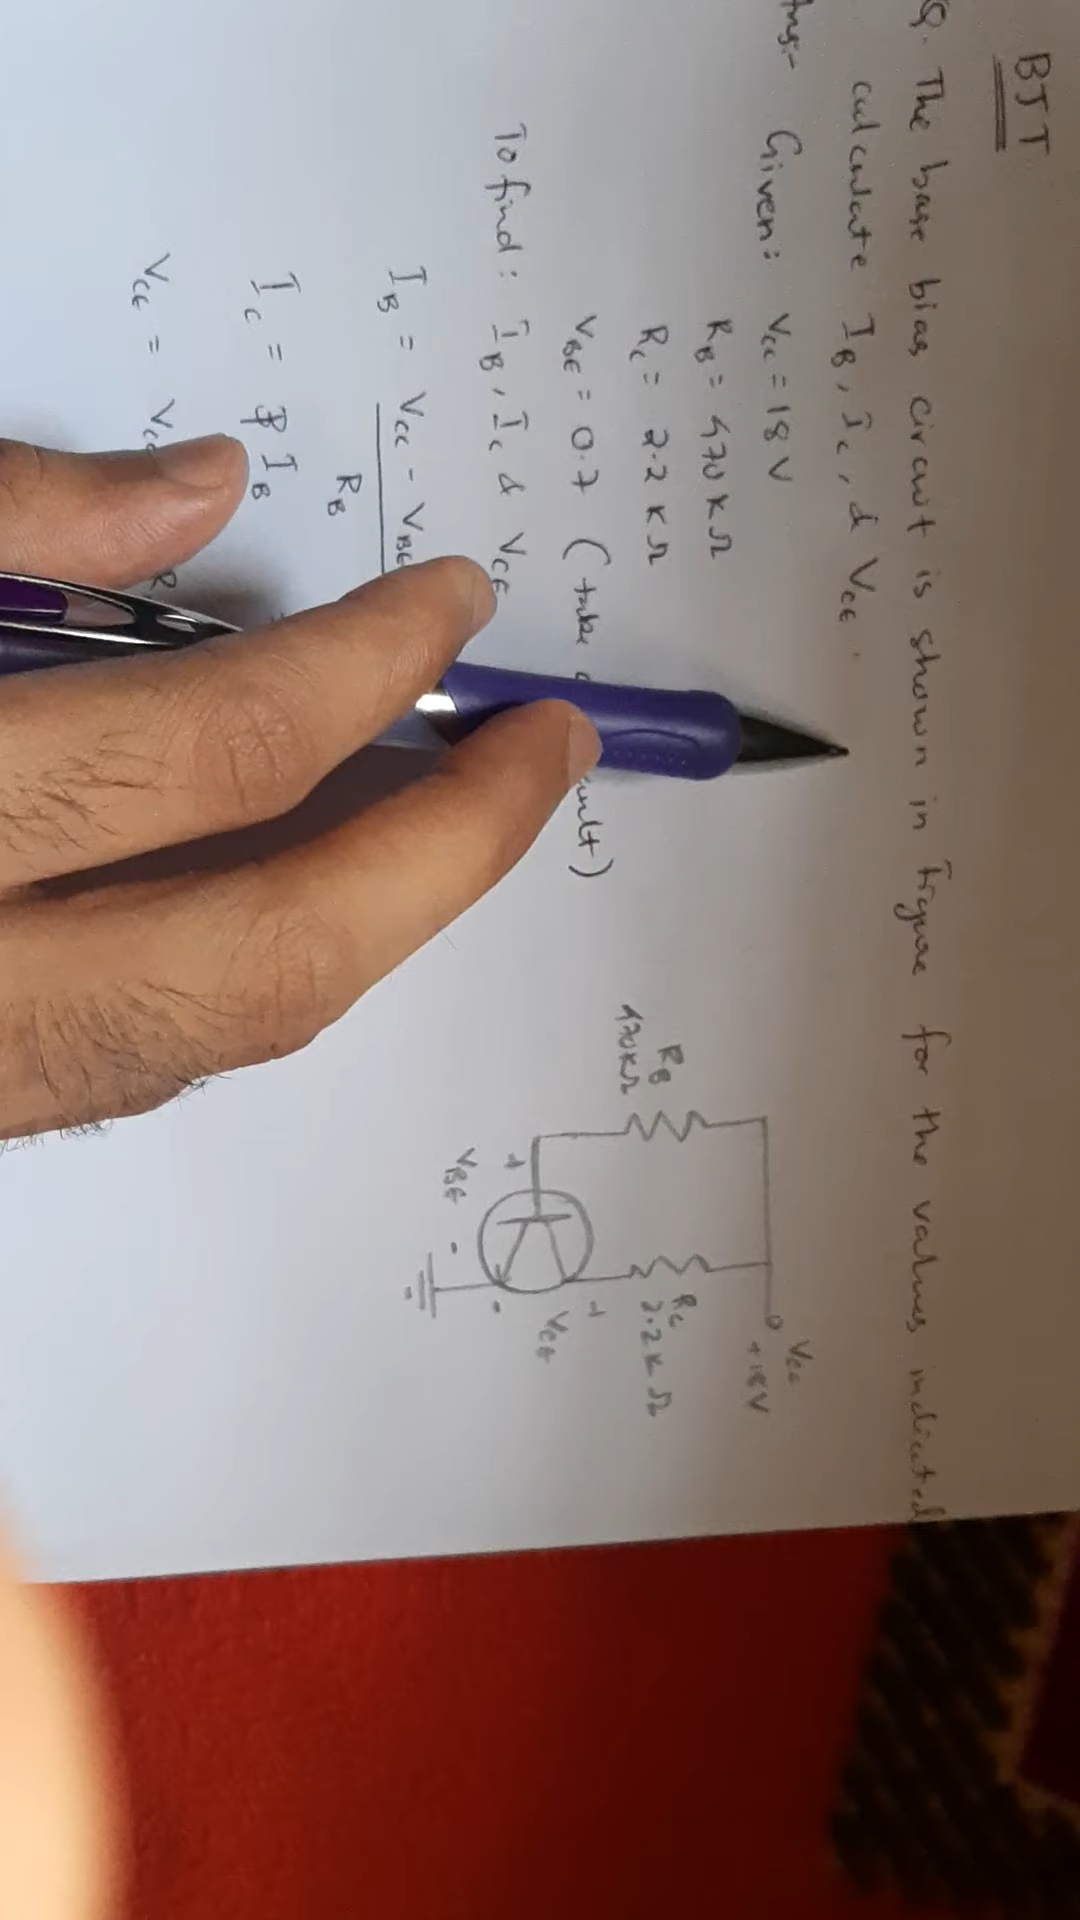 BJT
Q. The base bias circuit is shown in Figure for the values indicated
calculate IB, Ic, & VCE.
Ans:- Given: Vcc = 18 V
RB = 470 KΩ
Rc = 2.2 KΩ
VBE = 0.7 (take
To find: IB, Ic & VCE
IB = Vcc - VBE
RB
Ic = β IB
VCE = Vcc R
Vcc
+18V
RB
470KΩ
Rc
2.2K Ω
+
VBE
-
+
VCE
-